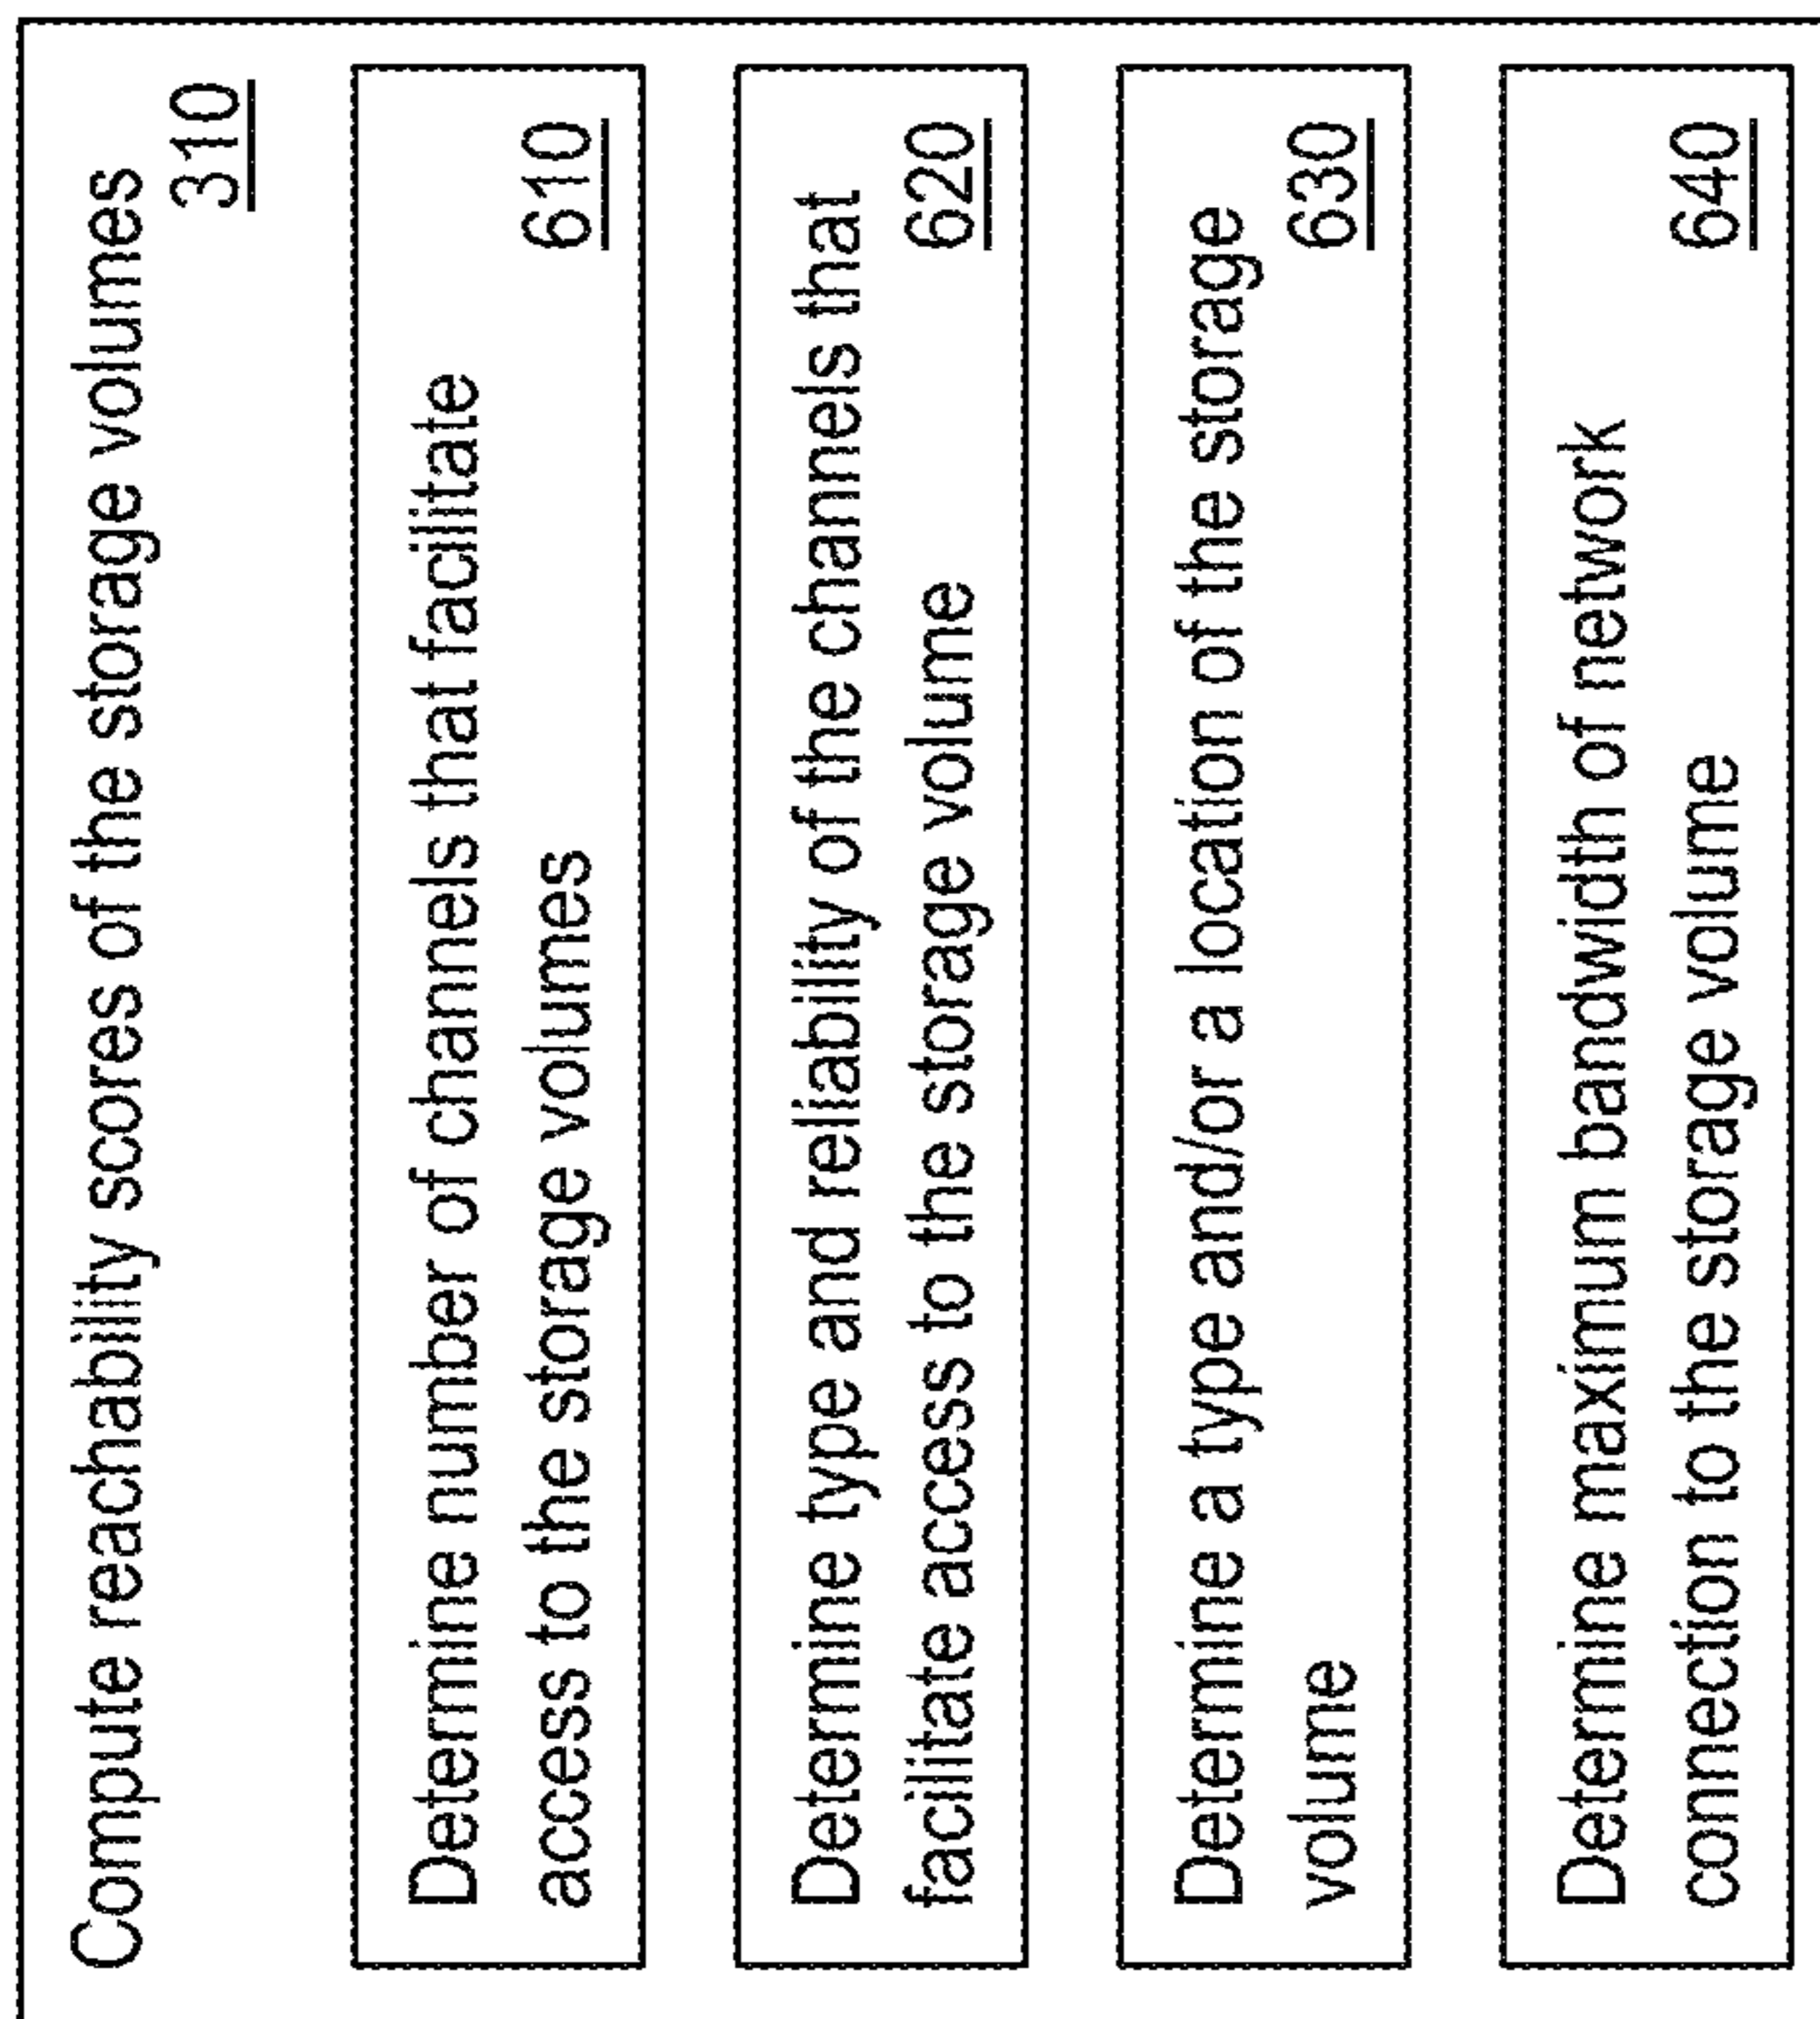 Compute reachability scores of the storage volumes
310
Determine number of channels that facilitate
access to the storage volumes 610
Determine type and reliability of the channels that
facilitate access to the storage volume 620
Determine a type and/or a location of the storage
volume 630
Determine maximum bandwidth of network
connection to the storage volume 640